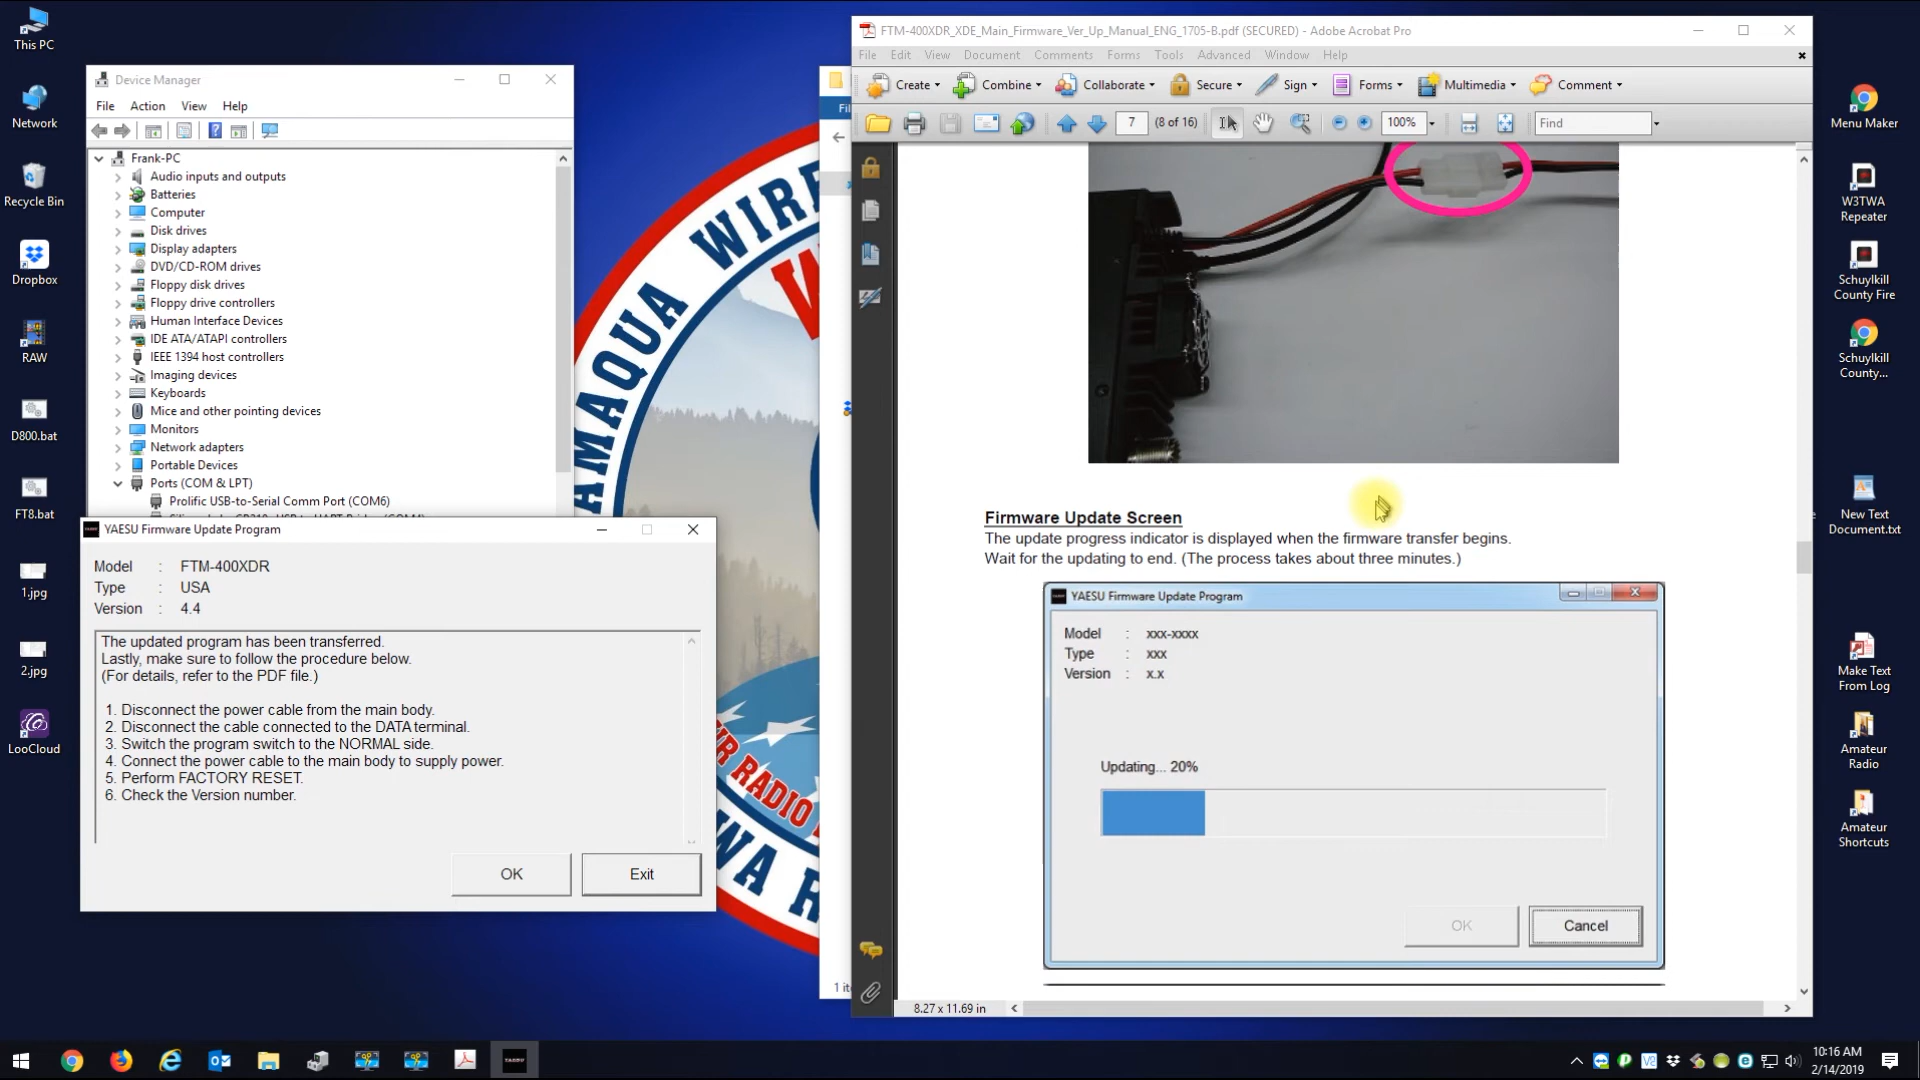 This PC
Network
Recycle Bin
Dropbox
RAW
D800.bat
FT8.bat
1.jpg
2.jpg
LooCloud
Device Manager
File Action View Help
Frank-PC
Audio inputs and outputs
Batteries
Computer
Disk drives
Display adapters
DVD/CD-ROM drives
Floppy disk drives
Floppy drive controllers
Human Interface Devices
IDE ATA/ATAPI controllers
IEEE 1394 host controllers
Imaging devices
Keyboards
Mice and other pointing devices
Monitors
Network adapters
Portable Devices
Ports (COM & LPT)
Prolific USB-to-Serial Comm Port (COM6)
YAESU Firmware Update Program
Model : FTM-400XDR
Type : USA
Version : 4.4
The updated program has been transferred.
Lastly, make sure to follow the procedure below.
(For details, refer to the PDF file.)
1. Disconnect the power cable from the main body.
2. Disconnect the cable connected to the DATA terminal.
3. Switch the program switch to the NORMAL side.
4. Connect the power cable to the main body to supply power.
5. Perform FACTORY RESET.
6. Check the Version number.
OK Exit
AMAQUA WIRE
RADIO
WA R
Fil
1 ite
FTM-400XDR_XDE_Main_Firmware_Ver_Up_Manual_ENG_1705-B.pdf (SECURED) - Adobe Acrobat Pro
File Edit View Document Comments Forms Tools Advanced Window Help
Create Combine Collaborate Secure Sign Forms Multimedia Comment
7 (8 of 16) 100% Find
Firmware Update Screen
The update progress indicator is displayed when the firmware transfer begins.
Wait for the updating to end. (The process takes about three minutes.)
YAESU Firmware Update Program
Model : xxx-xxxx
Type : xxx
Version : x.x
Updating... 20%
OK Cancel
8.27 x 11.69 in
Menu Maker
W3TWA
Repeater
Schuylkill
County Fire
Schuylkill
County...
New Text
Document.txt
Make Text
From Log
Amateur
Radio
Amateur
Shortcuts
10:16 AM
2/14/2019